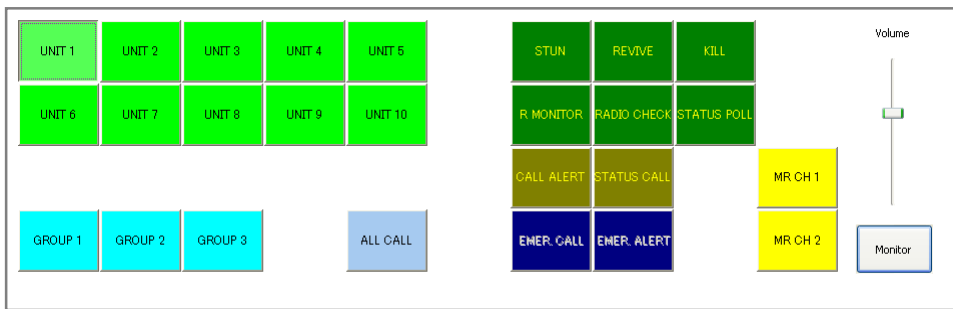 UNIT 1 UNIT 2 UNIT 3 UNIT 4 UNIT 5 STUN REVIVE KILL Volume
UNIT 6 UNIT 7 UNIT 8 UNIT 9 UNIT 10 R MONITOR RADIO CHECK STATUS POLL
CALL ALERT STATUS CALL MR CH 1
GROUP 1 GROUP 2 GROUP 3 ALL CALL EMER. CALL EMER. ALERT MR CH 2 Monitor